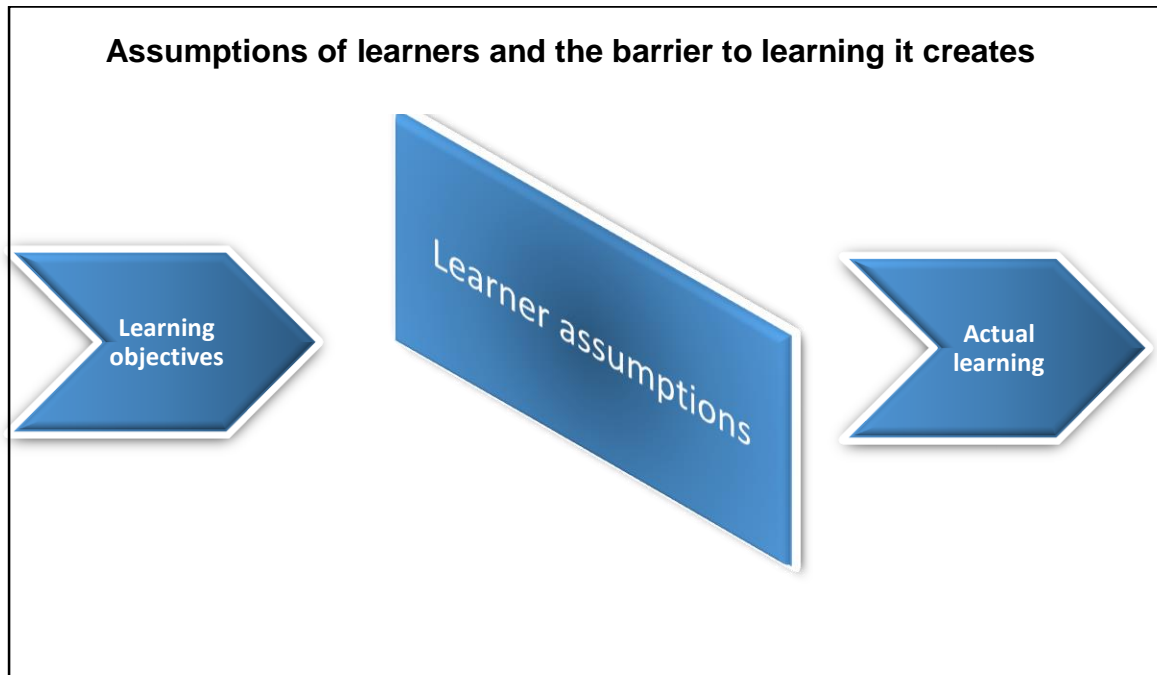 Assumptions of learners and the barrier to learning it creates
Learning
objectives
Learner assumptions
Actual
learning